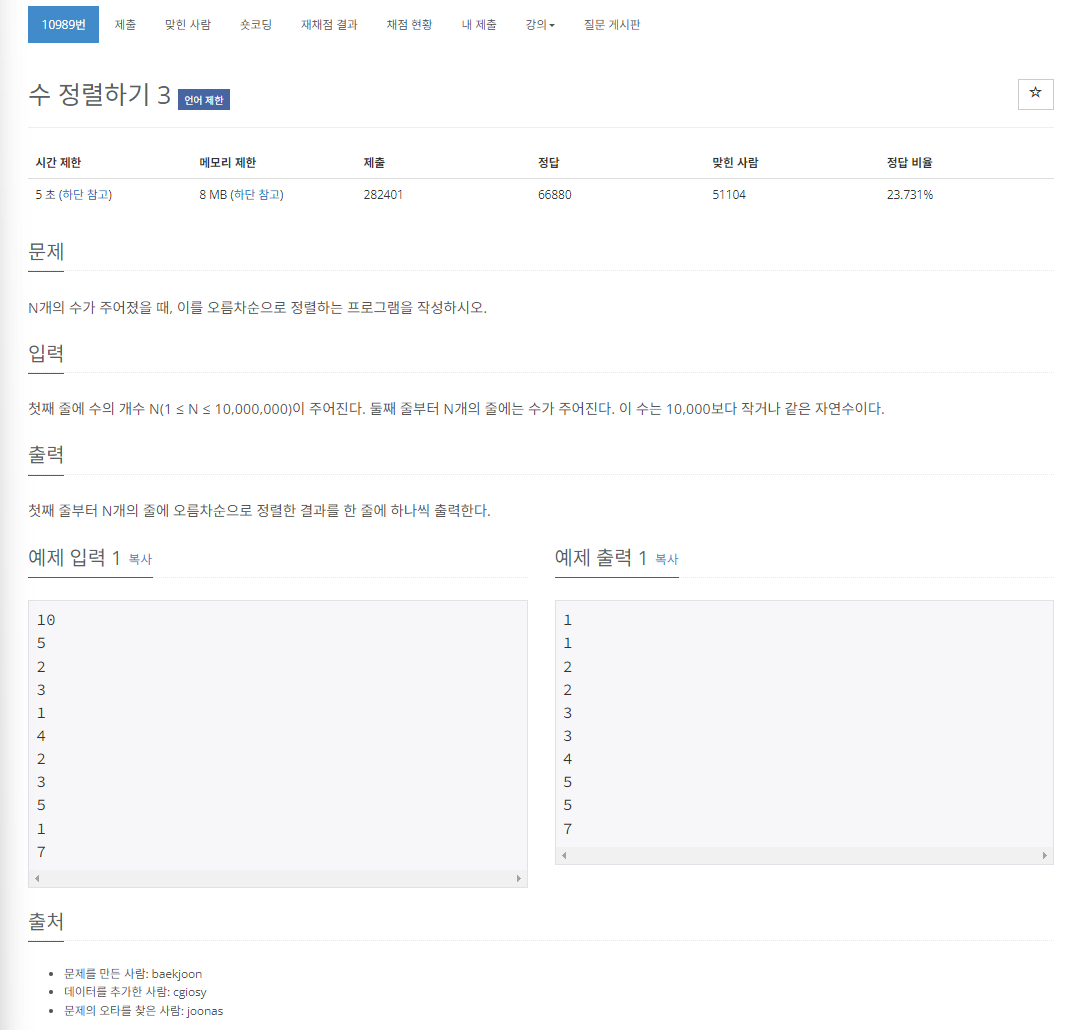 10989번 제출 맞힌 사람 숏코딩 재채점 결과 채점 현황 내 제출 강의 질문 게시판
수 정렬하기 3 언어 제한
시간 제한 메모리 제한 제출 정답 맞힌 사람 정답 비율
5 초 (하단 참고) 8 MB (하단 참고) 282401 66880 51104 23.731%
문제
N개의 수가 주어졌을 때, 이를 오름차순으로 정렬하는 프로그램을 작성하시오.
입력
첫째 줄에 수의 개수 N(1 ≤ N ≤ 10,000,000)이 주어진다. 둘째 줄부터 N개의 줄에는 수가 주어진다. 이 수는 10,000보다 작거나 같은 자연수이다.
출력
첫째 줄부터 N개의 줄에 오름차순으로 정렬한 결과를 한 줄에 하나씩 출력한다.
예제 입력 1 복사
10
5
2
3
1
4
2
3
5
1
7
예제 출력 1 복사
1
1
2
2
3
3
4
5
5
7
출처
문제를 만든 사람: baekjoon
데이터를 추가한 사람: cgiosy
문제의 오타를 찾은 사람: joonas